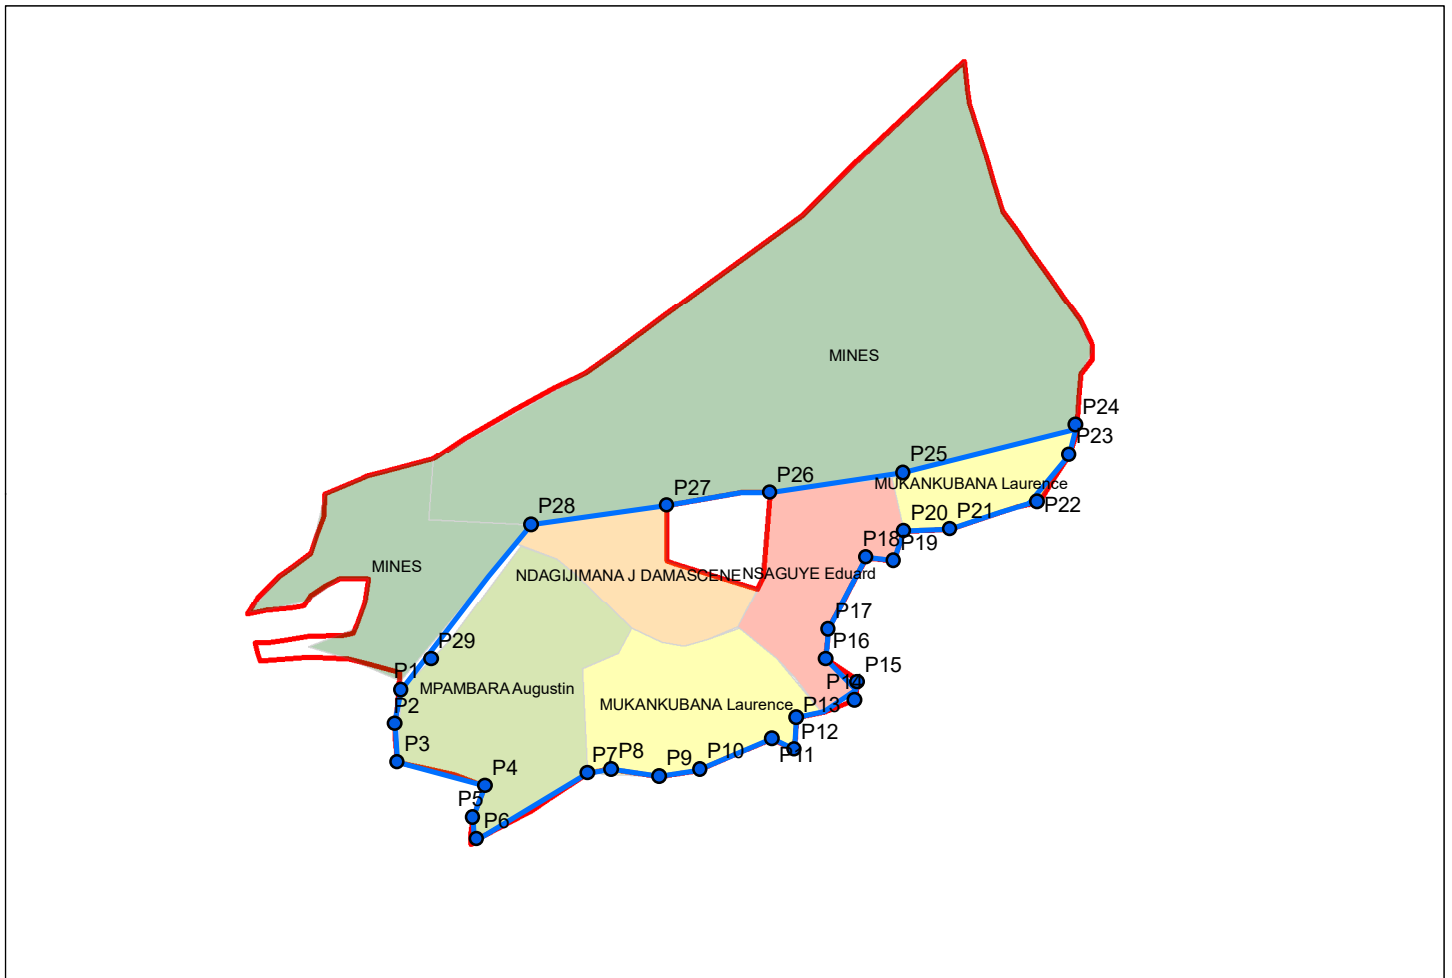 MINES
P24
P23
P25
MUKANKUBANA Laurence
P26
P22
P27
P28
P20
P21
P18
P19
MINES
NDAGIJIMANA J DAMASCENE
NSAGUYE Eduard
P17
P29
P16
P15
P1
P14
MPAMBARA Augustin
MUKANKUBANA Laurence
P13
P2
P12
P3
P11
P10
P9
P8
P7
P4
P5
P6